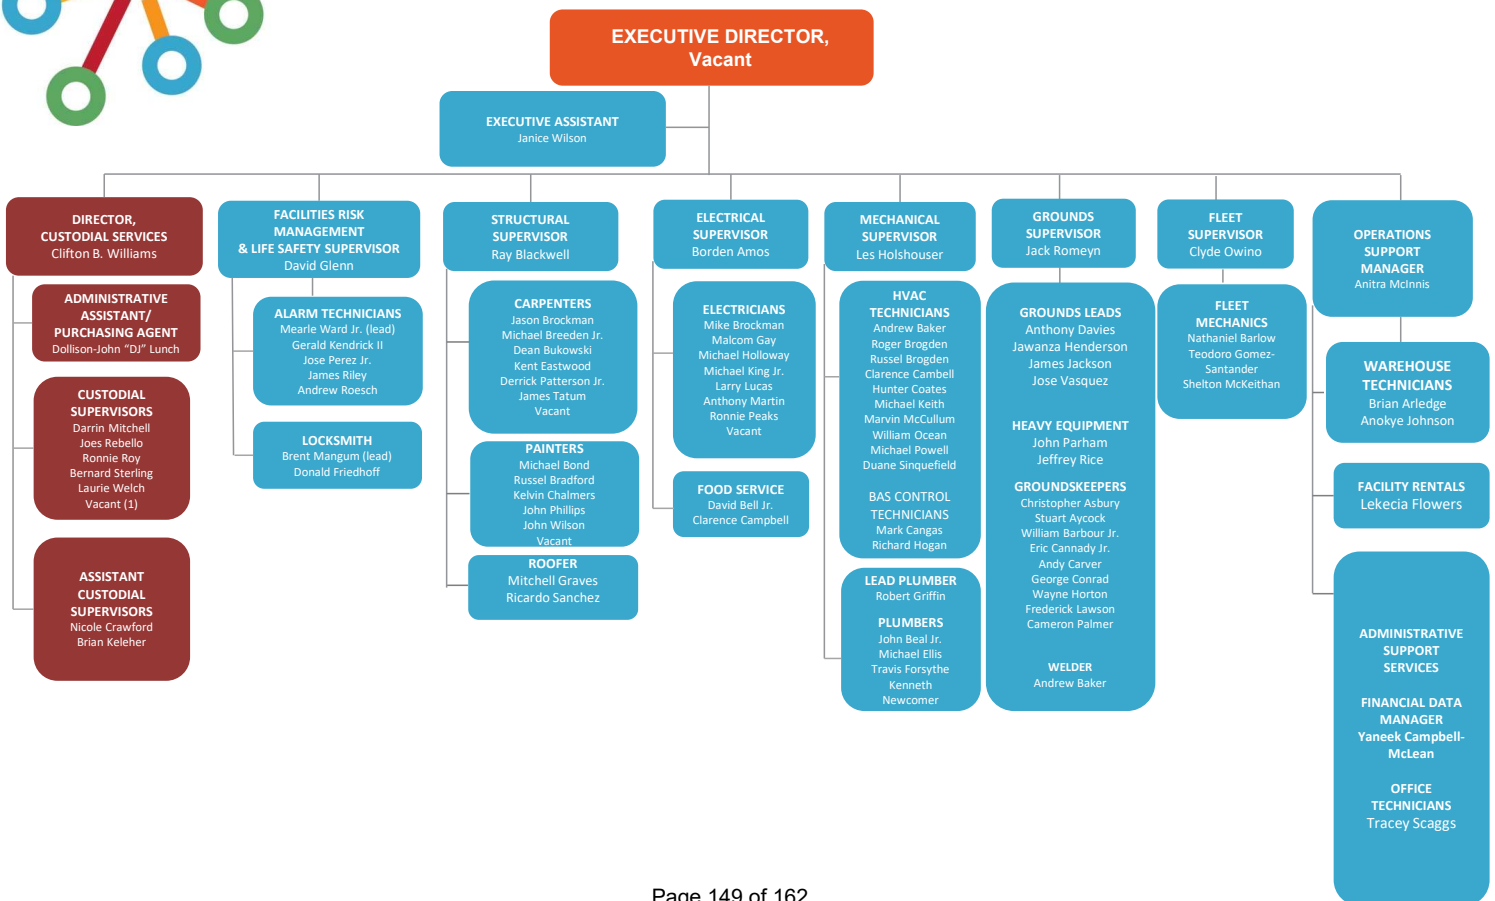 EXECUTIVE DIRECTOR,
Vacant
EXECUTIVE ASSISTANT
Janice Wilson
DIRECTOR,
CUSTODIAL SERVICES
Clifton B. Williams
ADMINISTRATIVE
ASSISTANT/
PURCHASING AGENT
Dollison-John “DJ” Lunch
CUSTODIAL
SUPERVISORS
Darrin Mitchell
Joes Rebello
Ronnie Roy
Bernard Sterling
Laurie Welch
Vacant (1)
ASSISTANT
CUSTODIAL
SUPERVISORS
Nicole Crawford
Brian Keleher
FACILITIES RISK
MANAGEMENT
& LIFE SAFETY SUPERVISOR
David Glenn
ALARM TECHNICIANS
Mearle Ward Jr. (lead)
Gerald Kendrick II
Jose Perez Jr.
James Riley
Andrew Roesch
LOCKSMITH
Brent Mangum (lead)
Donald Friedhoff
STRUCTURAL
SUPERVISOR
Ray Blackwell
CARPENTERS
Jason Brockman
Michael Breeden Jr.
Dean Bukowski
Kent Eastwood
Derrick Patterson Jr.
James Tatum
Vacant
PAINTERS
Michael Bond
Russel Bradford
Kelvin Chalmers
John Phillips
John Wilson
Vacant
ROOFER
Mitchell Graves
Ricardo Sanchez
ELECTRICAL
SUPERVISOR
Borden Amos
ELECTRICIANS
Mike Brockman
Malcom Gay
Michael Holloway
Michael King Jr.
Larry Lucas
Anthony Martin
Ronnie Peaks
Vacant
FOOD SERVICE
David Bell Jr.
Clarence Campbell
MECHANICAL
SUPERVISOR
Les Holshouser
HVAC
TECHNICIANS
Andrew Baker
Roger Brogden
Russel Brogden
Clarence Cambell
Hunter Coates
Michael Keith
Marvin McCullum
William Ocean
Michael Powell
Duane Sinquefield
BAS CONTROL
TECHNICIANS
Mark Cangas
Richard Hogan
LEAD PLUMBER
Robert Griffin
PLUMBERS
John Beal Jr.
Michael Ellis
Travis Forsythe
Kenneth
Newcomer
GROUNDS
SUPERVISOR
Jack Romeyn
GROUNDS LEADS
Anthony Davies
Jawanza Henderson
James Jackson
Jose Vasquez
HEAVY EQUIPMENT
John Parham
Jeffrey Rice
GROUNDSKEEPERS
Christopher Asbury
Stuart Aycock
William Barbour Jr.
Eric Cannady Jr.
Andy Carver
George Conrad
Wayne Horton
Frederick Lawson
Cameron Palmer
WELDER
Andrew Baker
FLEET
SUPERVISOR
Clyde Owino
FLEET
MECHANICS
Nathaniel Barlow
Teodoro Gomez-
Santander
Shelton McKeithan
OPERATIONS
SUPPORT
MANAGER
Anitra McInnis
WAREHOUSE
TECHNICIANS
Brian Arledge
Anokye Johnson
FACILITY RENTALS
Lekecia Flowers
ADMINISTRATIVE
SUPPORT
SERVICES
FINANCIAL DATA
MANAGER
Yaneek Campbell-
McLean
OFFICE
TECHNICIANS
Tracey Scaggs
Page 149 of 162